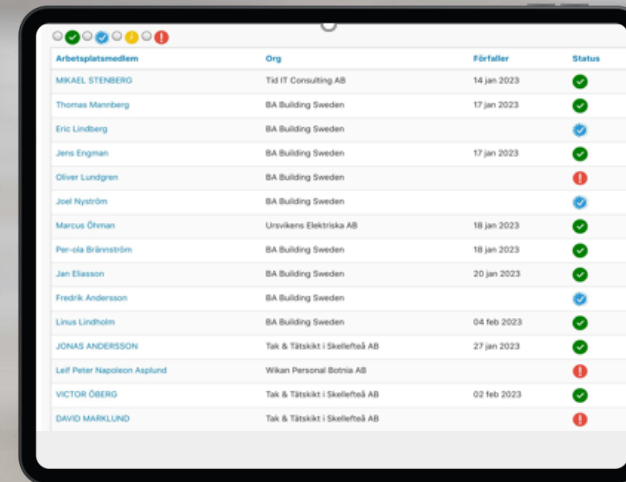 Arbetsplatsmedlem Org Förfaller Status
MIKAEL STENBERG Tid IT Consulting AB 14 jan 2023
Thomas Mannberg BA Building Sweden 17 jan 2023
Eric Lindberg BA Building Sweden
Jens Engman BA Building Sweden 17 jan 2023
Oliver Lundgren BA Building Sweden
Joel Nyström BA Building Sweden
Marcus Öhman Ursvikens Elektriska AB 18 jan 2023
Per-ola Brännström BA Building Sweden 18 jan 2023
Jan Eliasson BA Building Sweden 20 jan 2023
Fredrik Andersson BA Building Sweden
Linus Lindholm BA Building Sweden 04 feb 2023
JONAS ANDERSSON Tak & Tätskikt i Skellefteå AB 27 jan 2023
Leif Peter Napoleon Asplund Wikan Personal Botnia AB
VICTOR ÖBERG Tak & Tätskikt i Skellefteå AB 02 feb 2023
DAVID MARKLUND Tak & Tätskikt i Skellefteå AB